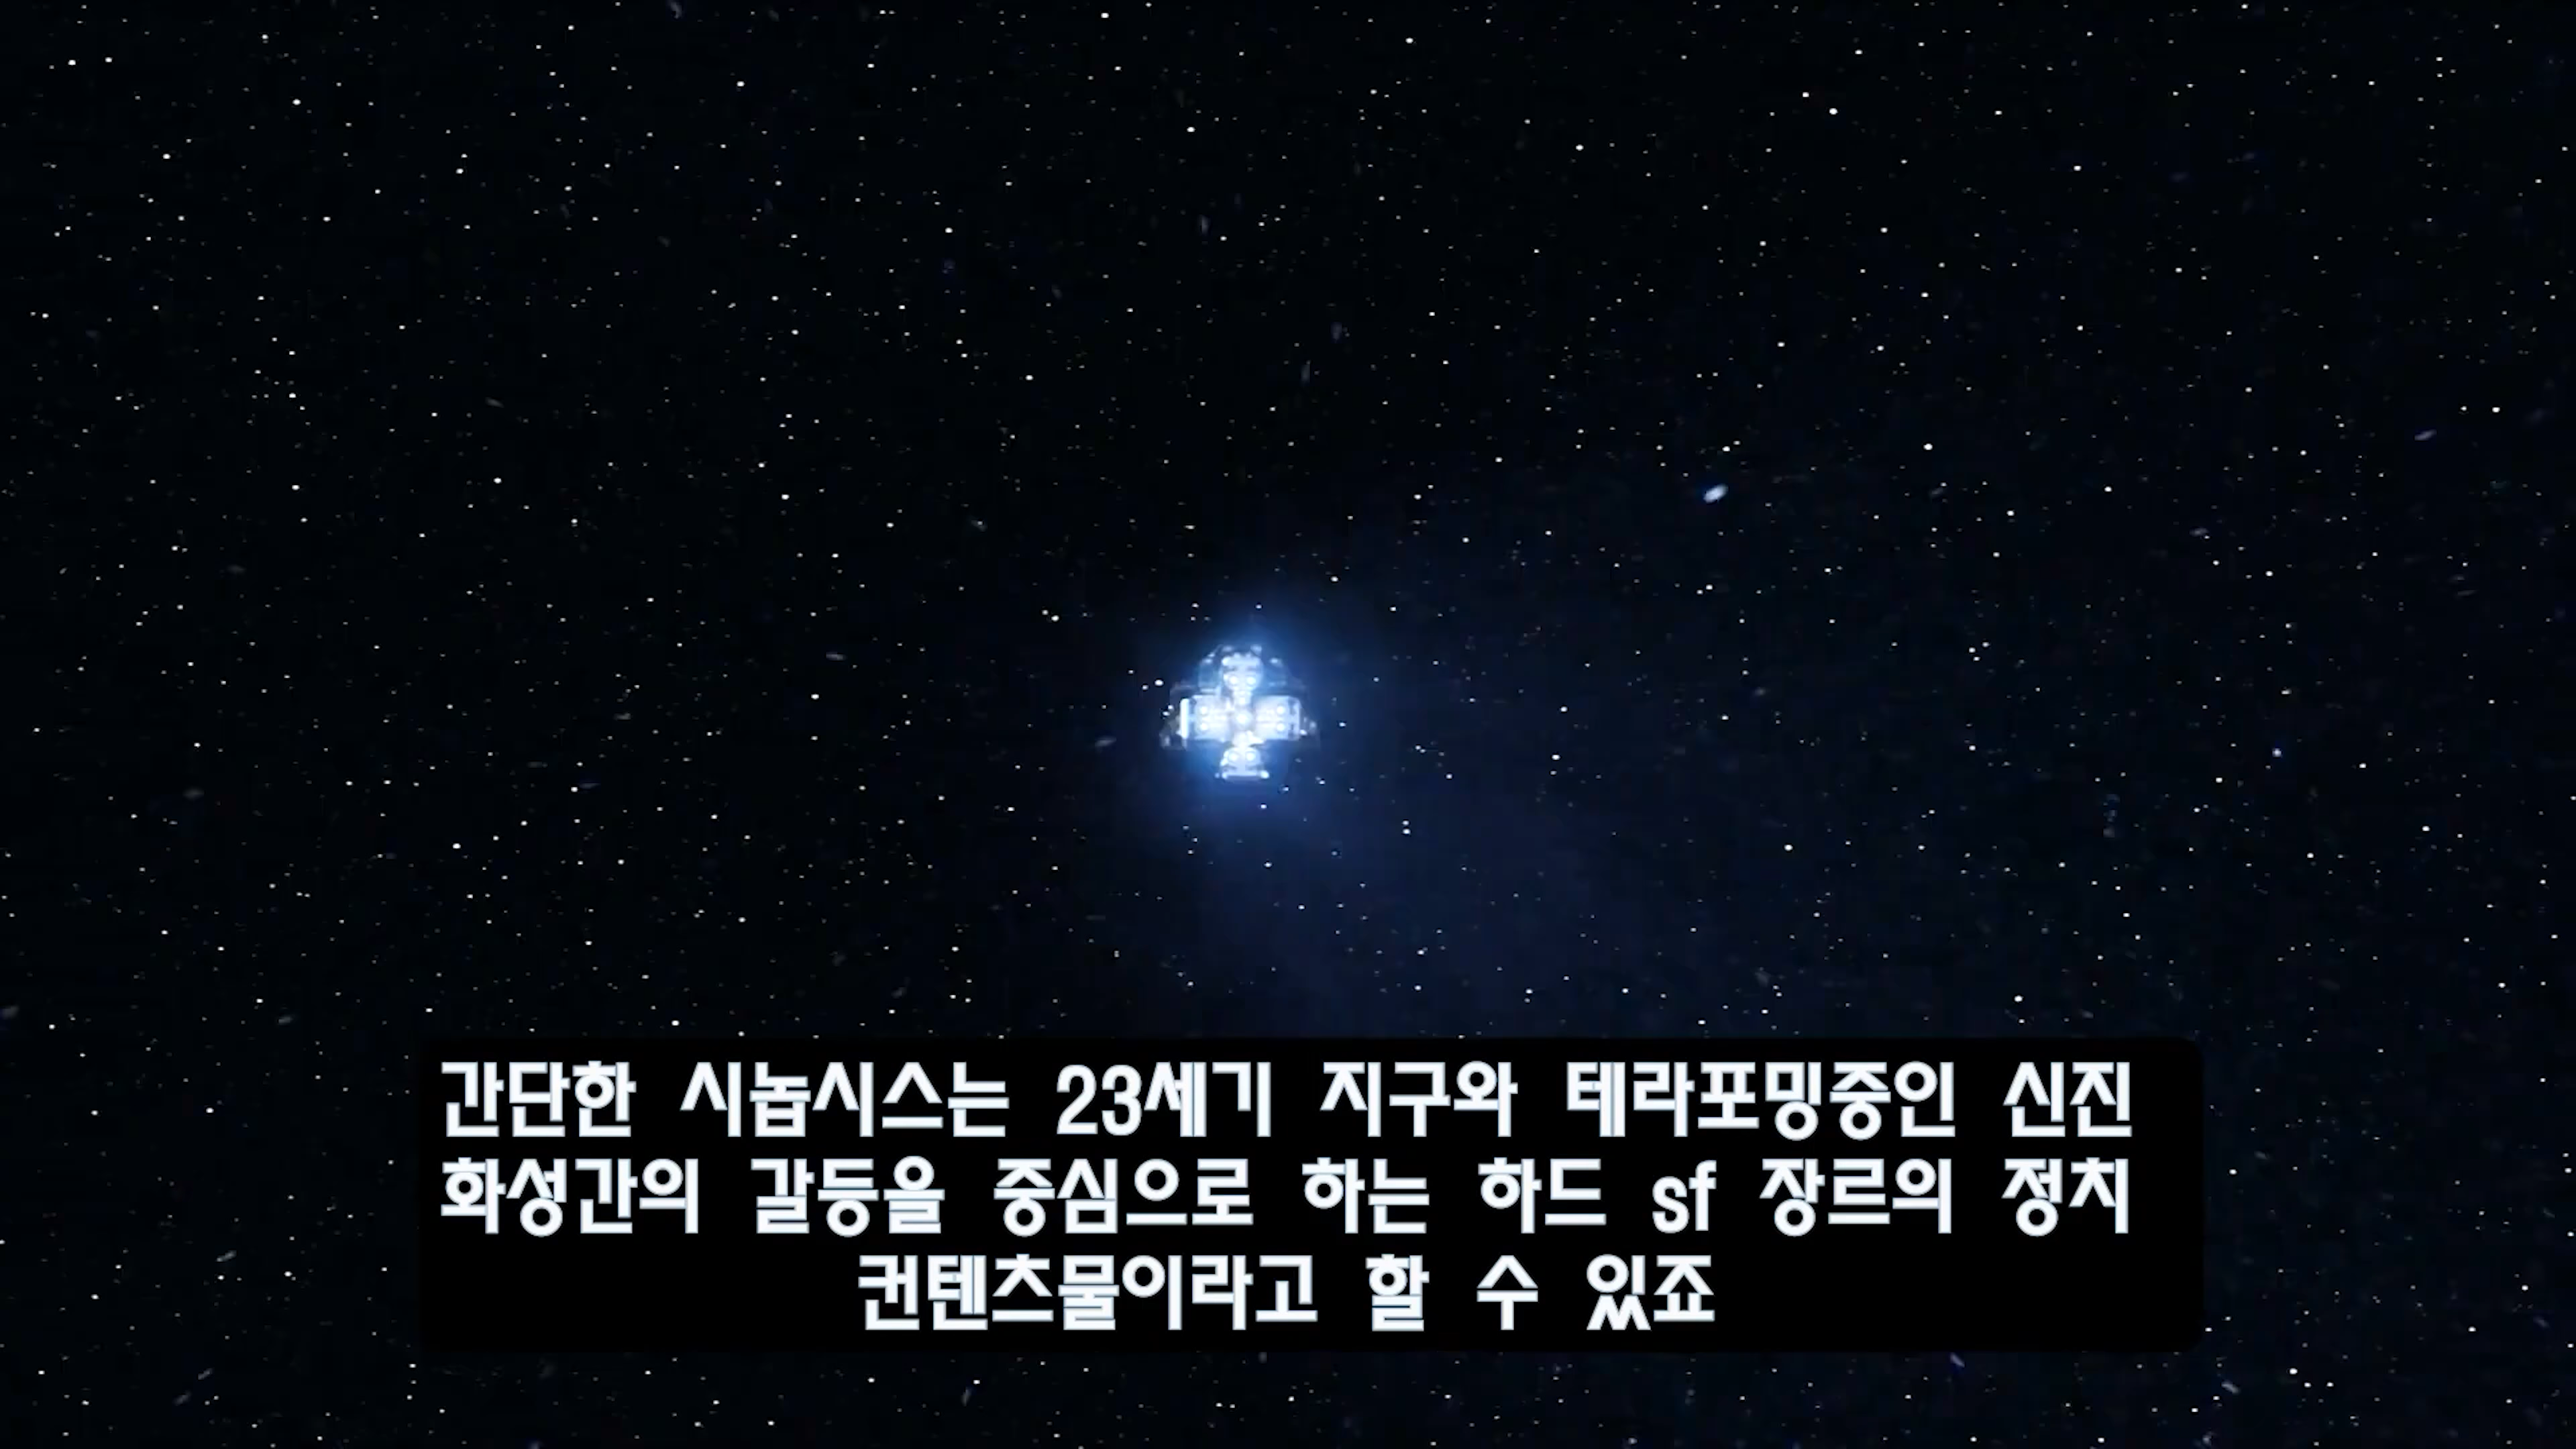 간단한 시놉시스는 23세기 지구와 테라포밍중인 신진
화성간의 갈등을 중심으로 하는 하드 sf 장르의 정치
컨텐츠물이라고 할 수 있죠